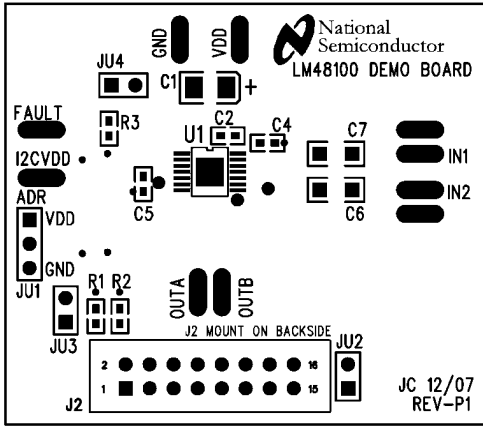 National
Semiconductor
LM48100 DEMO BOARD
GND
VDD
JU4
C1
+
FAULT
R3
U1
C2
C4
C7
IN1
I2CVDD
IN2
ADR
C5
C6
VDD
GND
JU1
R1 R2
OUTA
OUTB
JU3
J2 MOUNT ON BACKSIDE
JU2
2
16
1
15
J2
JC 12/07
REV-P1